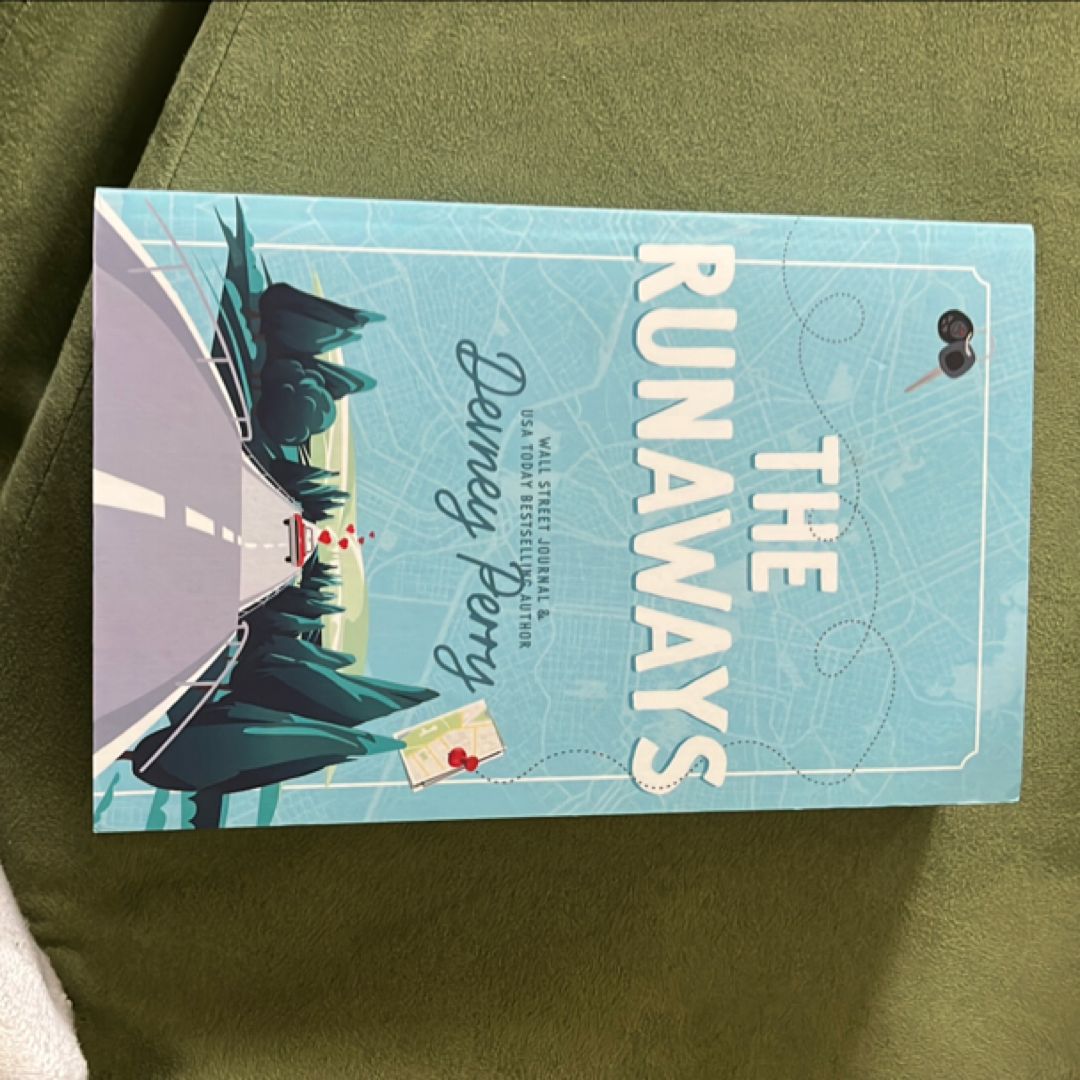 THE
RUNAWAYS
WALL STREET JOURNAL &
USA TODAY BESTSELLING AUTHOR
Devney Perry